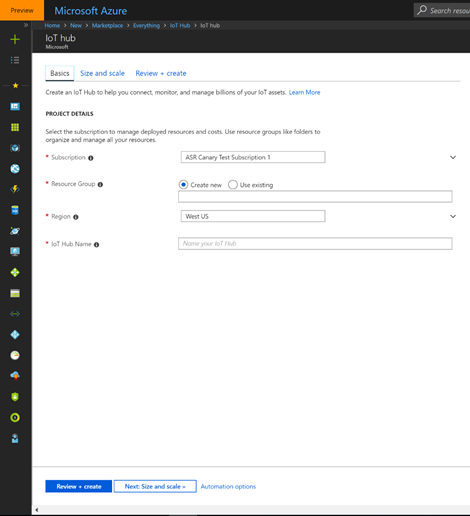 Preview
Microsoft Azure
Search resou
Home > New > Marketplace > Everything > IoT Hub > IoT hub
IoT hub
Microsoft
Basics Size and scale Review + create
Create an IoT Hub to help you connect, monitor, and manage billions of your IoT assets. Learn More
PROJECT DETAILS
Select the subscription to manage deployed resources and costs. Use resource groups like folders to
organize and manage all your resources.
* Subscription ASR Canary Test Subscription 1
* Resource Group Create new Use existing
* Region West US
* IoT Hub Name Name your IoT Hub
Review + create Next: Size and scale » Automation options